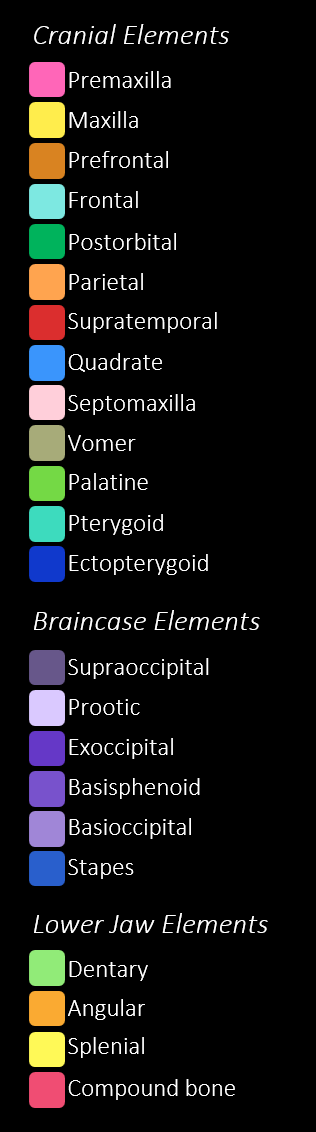 Cranial Elements
Premaxilla
Maxilla
Prefrontal
Frontal
Postorbital
Parietal
Supratemporal
Quadrate
Septomaxilla
Vomer
Palatine
Pterygoid
Ectopterygoid
Braincase Elements
Supraoccipital
Prootic
Exoccipital
Basisphenoid
Basioccipital
Stapes
Lower Jaw Elements
Dentary
Angular
Splenial
Compound bone